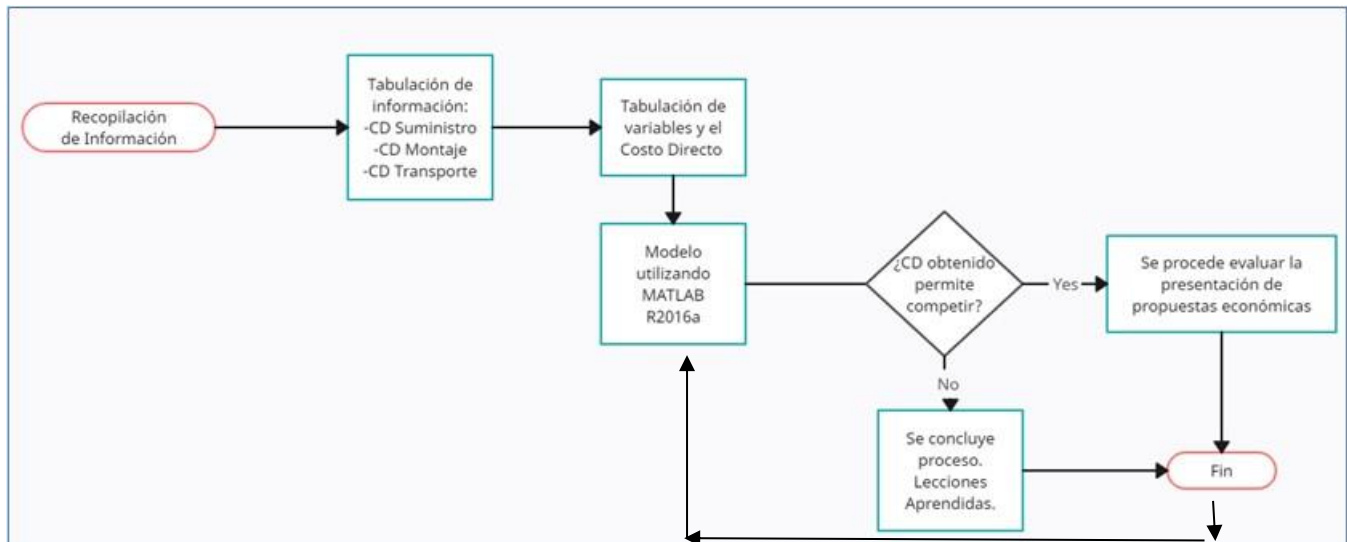 Recopilación
de Información
Tabulación de
información:
-CD Suministro
-CD Montaje
-CD Transporte
Tabulación de
variables y el
Costo Directo
Modelo
utilizando
MATLAB
R2016a
¿CD obtenido
permite
competir?
Yes
Se procede evaluar la
presentación de
propuestas económicas
No
Se concluye
proceso.
Lecciones
Aprendidas.
Fin